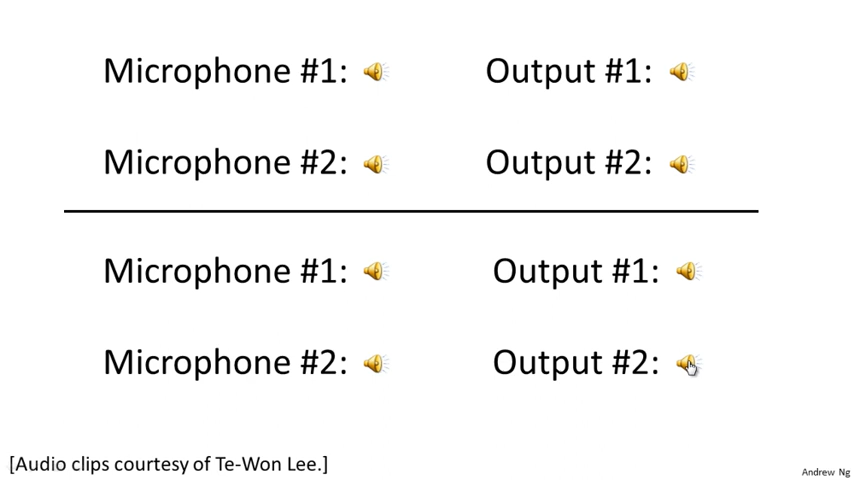 Microphone #1:
Output #1:
Microphone #2:
Output #2:
Microphone #1:
Output #1:
Microphone #2:
Output #2:
[Audio clips courtesy of Te-Won Lee.]
Andrew Ng